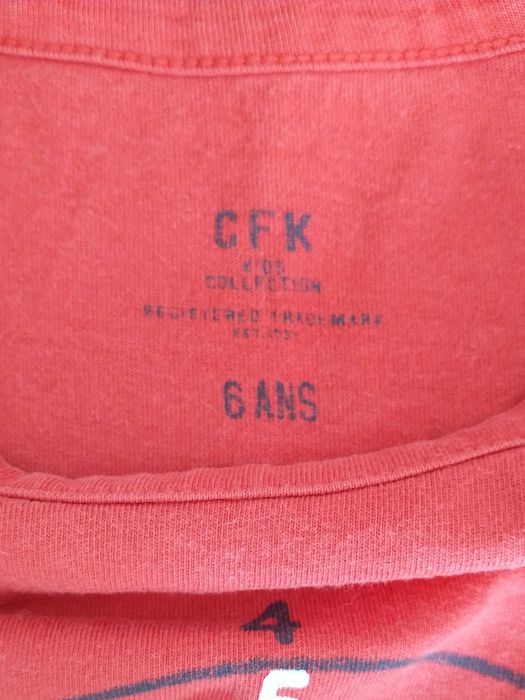 CFK
KIDS
COLLECTION
REGISTERED TRADEMARK
6 ANS
4